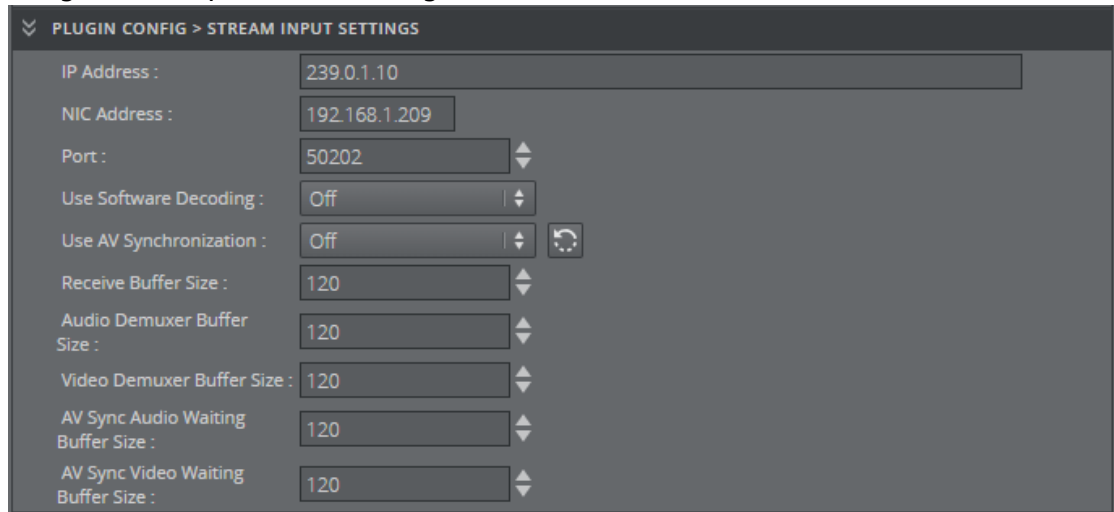 PLUGIN CONFIG > STREAM INPUT SETTINGS
IP Address : 239.0.1.10
NIC Address : 192.168.1.209
Port : 50202
Use Software Decoding : Off
Use AV Synchronization : Off
Receive Buffer Size : 120
Audio Demuxer Buffer
Size : 120
Video Demuxer Buffer Size : 120
AV Sync Audio Waiting
Buffer Size : 120
AV Sync Video Waiting
Buffer Size : 120